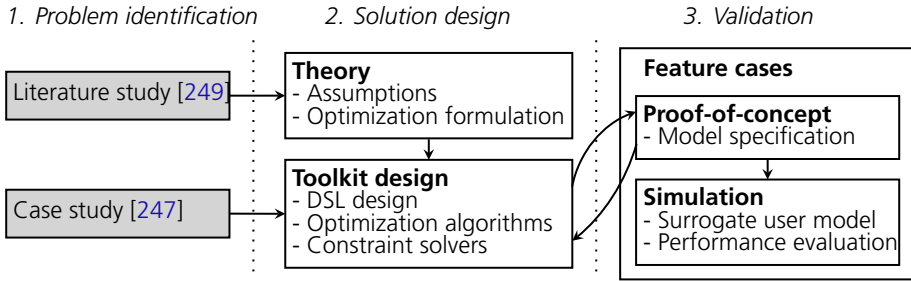 1. Problem identification
2. Solution design
3. Validation
Literature study [249]
Case study [247]
Theory
- Assumptions
- Optimization formulation
Toolkit design
- DSL design
- Optimization algorithms
- Constraint solvers
Feature cases
Proof-of-concept
- Model specification
Simulation
- Surrogate user model
- Performance evaluation